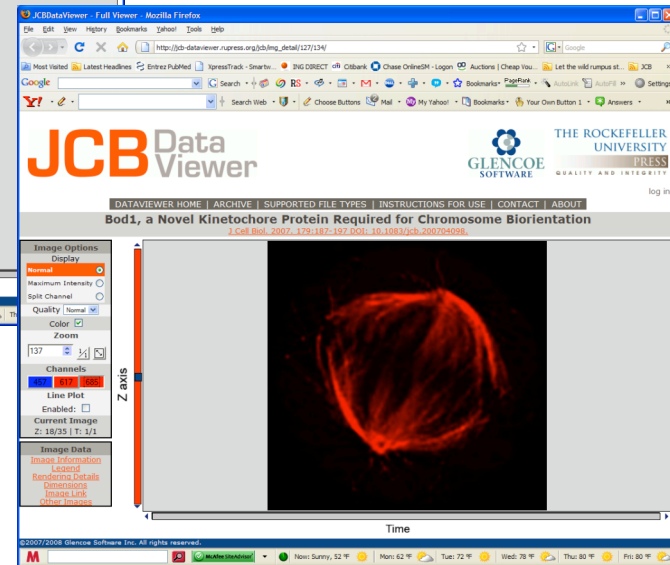 JCBDataViewer - Full Viewer - Mozilla Firefox
File Edit View History Bookmarks Yahoo! Tools Help
http://jcb-dataviewer.rupress.org/jcb/img_detail/127/134/
Google
Most Visited Latest Headlines Entrez PubMed XpressTrack - Smartw... ING DIRECT citi Citibank Chase OnlineSM - Logon Auctions | Cheap Vou... Let the wild rumpus st... JCB
Google Search RS Bookmarks PageRank AutoLink AutoFill Settings
Y! Search Web Choose Buttons Mail My Yahoo! Bookmarks Your Own Button 1 Answers
JCB Data Viewer
GLENCOE
SOFTWARE
THE ROCKEFELLER
UNIVERSITY
PRESS
QUALITY AND INTEGRITY
log in
DATAVIEWER HOME | ARCHIVE | SUPPORTED FILE TYPES | INSTRUCTIONS FOR USE | CONTACT | ABOUT
Bod1, a Novel Kinetochore Protein Required for Chromosome Biorientation
J Cell Biol. 2007. 179:187-197 DOI: 10.1083/jcb.200704098.
Image Options
Display
Normal
Maximum Intensity
Split Channel
Quality Normal
Color
Zoom
137 1/1
Channels
457 617 [685]
Line Plot
Enabled:
Current Image
Z: 18/35 | T: 1/1
Image Data
Image Information
Legend
Rendering Details
Dimensions
Image Link
Other Images
Z axis
Time
©2007/2008 Glencoe Software Inc. All rights reserved.
M McAfee SiteAdvisor Now: Sunny, 52 °F Mon: 62 °F Tue: 72 °F Wed: 78 °F Thu: 80 °F Fri: 80 °F